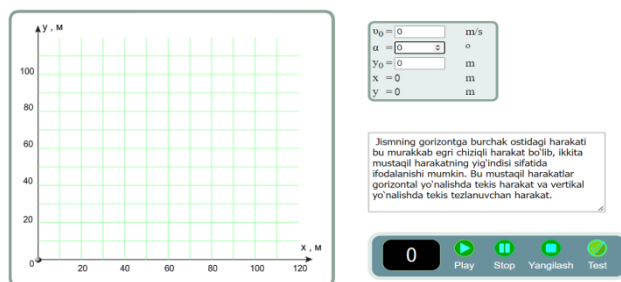 y , м
100
80
60
40
20
0
20 40 60 80 100 120
x , м
υ₀ = 0 m/s
α = 0 °
y₀ = 0 m
x = 0 m
y = 0 m
Jismning gorizontga burchak ostidagi harakati
bu murakkab egri chiziqli harakat bo'lib, ikkita
mustaqil harakatning yig'indisi sifatida
ifodalanishi mumkin. Bu mustaqil harakatlar
gorizontal yo'nalishda tekis harakat va vertikal
yo'nalishda tekis tezlanuvchan harakat.
0
Play Stop Yangilash Test